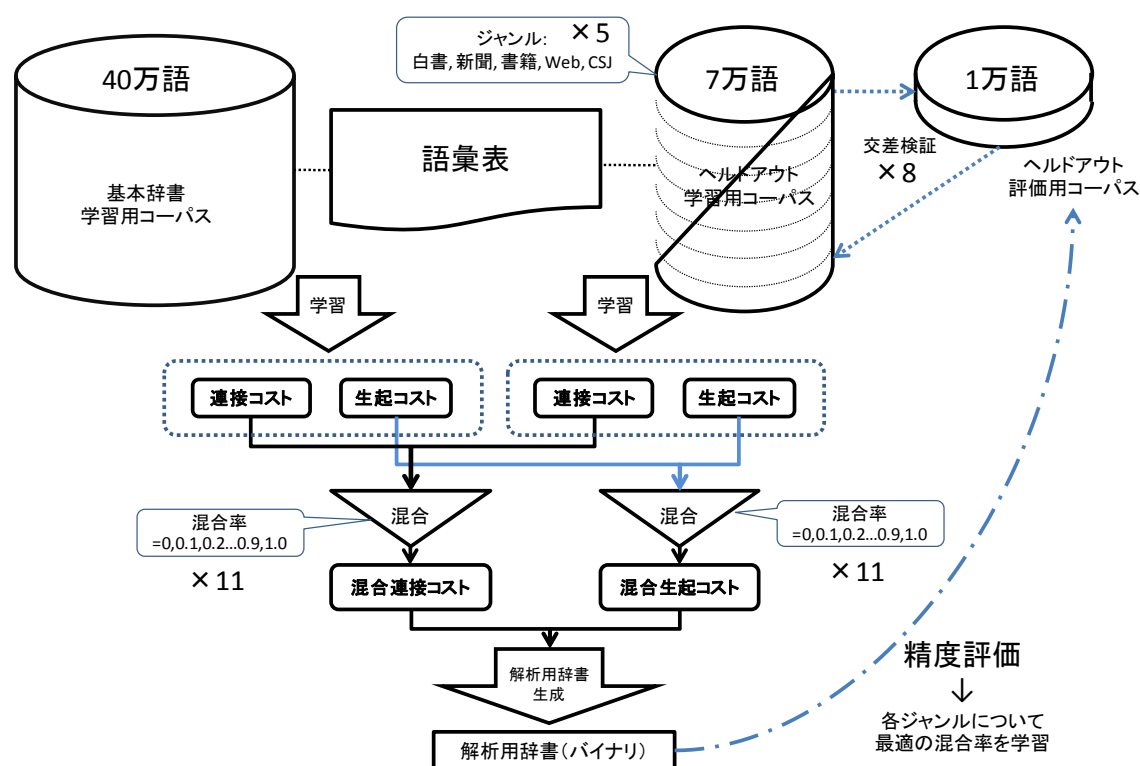 ジャンル: ×5
白書, 新聞, 書籍, Web, CSJ
40万語
7万語
1万語
語彙表
交差検証
×8
基本辞書
学習用コーパス
ヘルドアウト
学習用コーパス
ヘルドアウト
評価用コーパス
学習
学習
連接コスト
生起コスト
連接コスト
生起コスト
混合
混合
混合率
=0,0.1,0.2...0.9,1.0
×11
混合率
=0,0.1,0.2...0.9,1.0
×11
混合連接コスト
混合生起コスト
解析用辞書
生成
精度評価
↓
各ジャンルについて
最適の混合率を学習
解析用辞書(バイナリ)